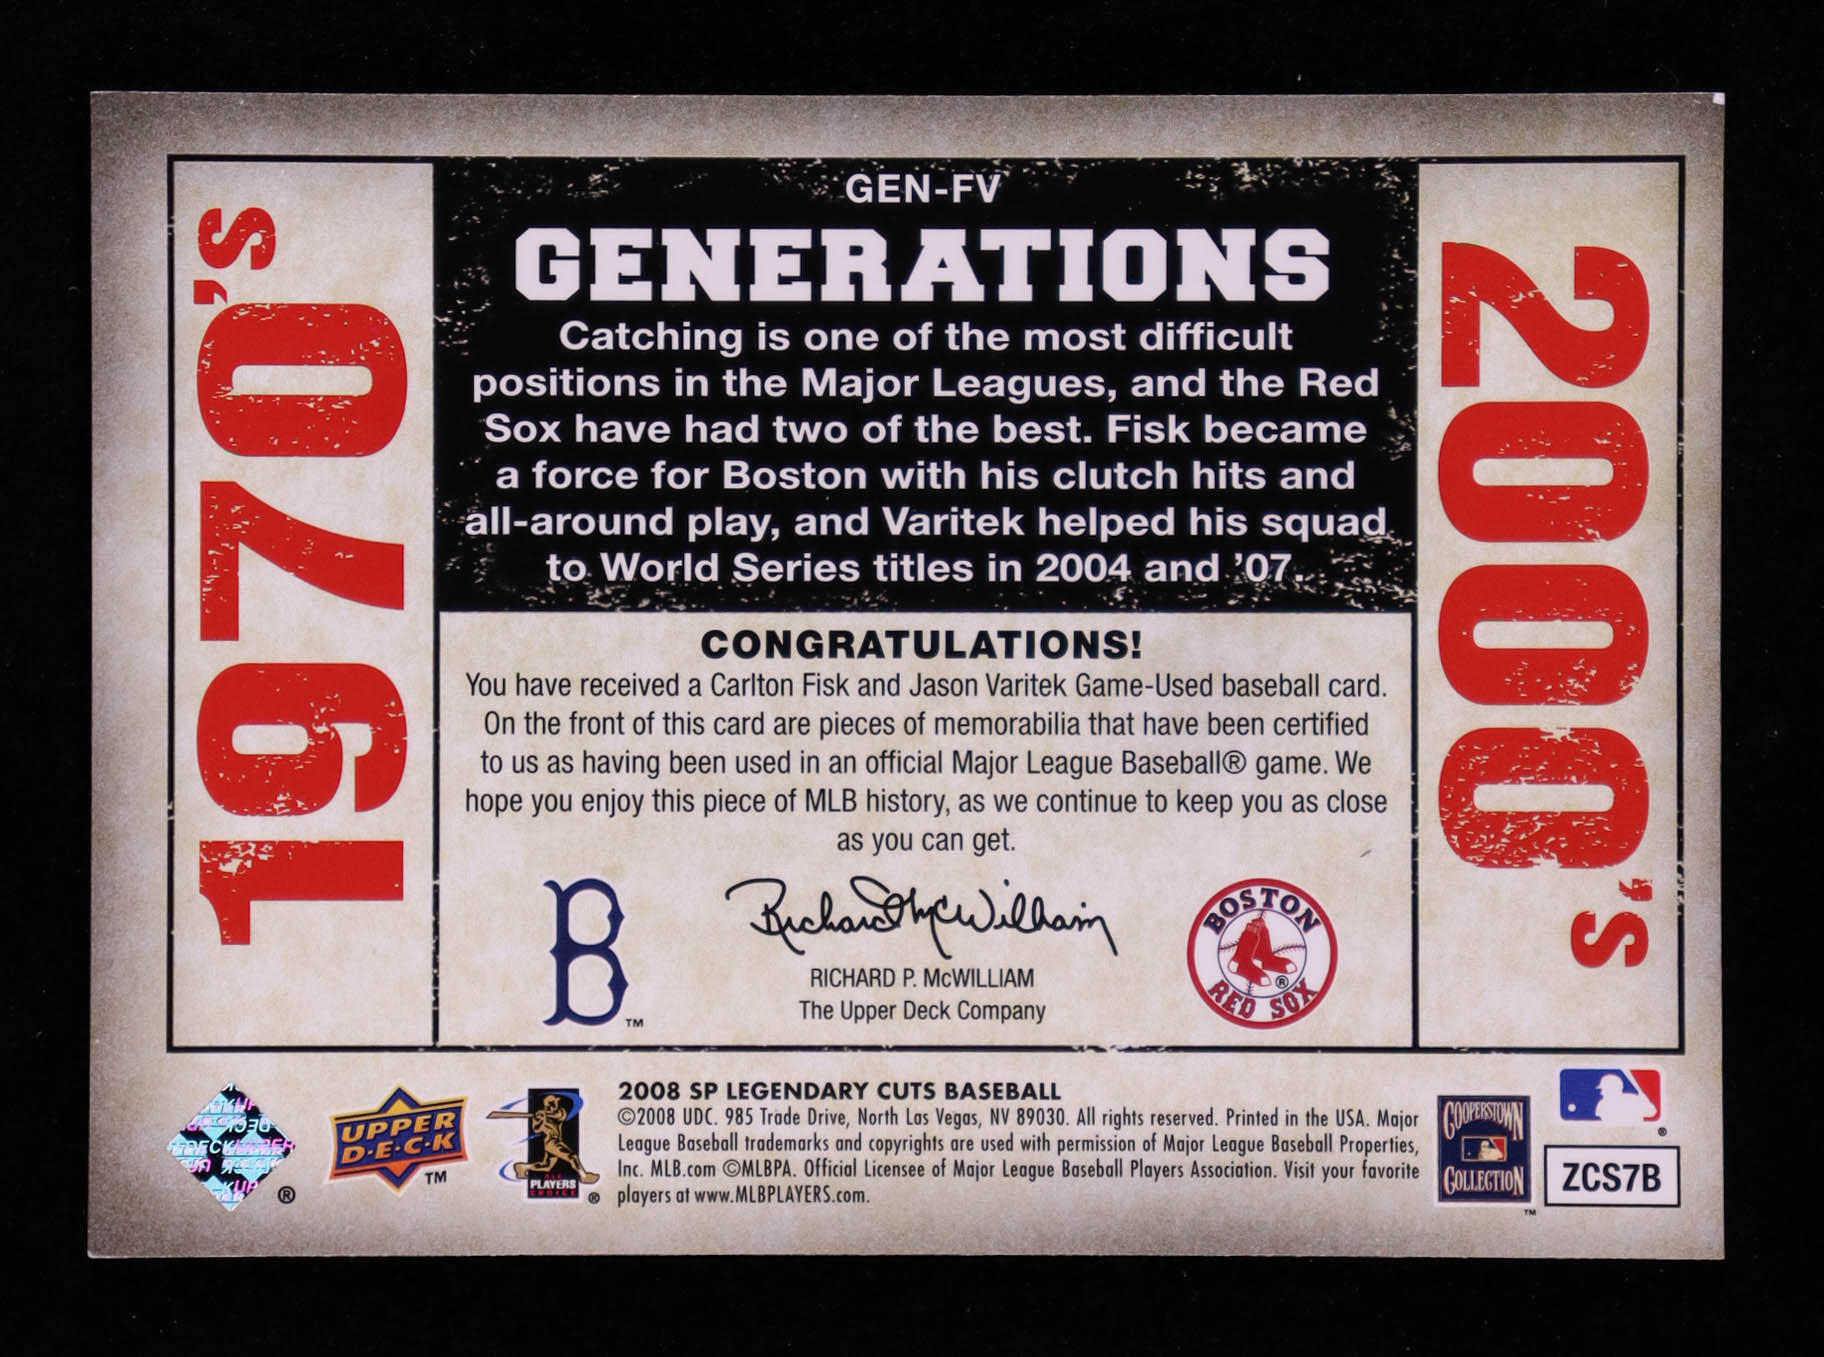 1970's
GEN-FV
GENERATIONS
Catching is one of the most difficult
positions in the Major Leagues, and the Red
Sox have had two of the best. Fisk became
a force for Boston with his clutch hits and
all-around play, and Varitek helped his squad
to World Series titles in 2004 and '07.
2000's
CONGRATULATIONS!
You have received a Carlton Fisk and Jason Varitek Game-Used baseball card.
On the front of this card are pieces of memorabilia that have been certified
to us as having been used in an official Major League Baseball® game. We
hope you enjoy this piece of MLB history, as we continue to keep you as close
as you can get.
B
™
Richard McWilliam
RICHARD P. McWILLIAM
The Upper Deck Company
BOSTON
RED SOX
®
®
UPPER
D·E·C·K
™
PLAYERS
CHOICE
®
2008 SP LEGENDARY CUTS BASEBALL
©2008 UDC. 985 Trade Drive, North Las Vegas, NV 89030. All rights reserved. Printed in the USA. Major
League Baseball trademarks and copyrights are used with permission of Major League Baseball Properties,
Inc. MLB.com ©MLBPA. Official Licensee of Major League Baseball Players Association. Visit your favorite
players at www.MLBPLAYERS.com.
COOPERSTOWN
COLLECTION
™
®
ZCS7B